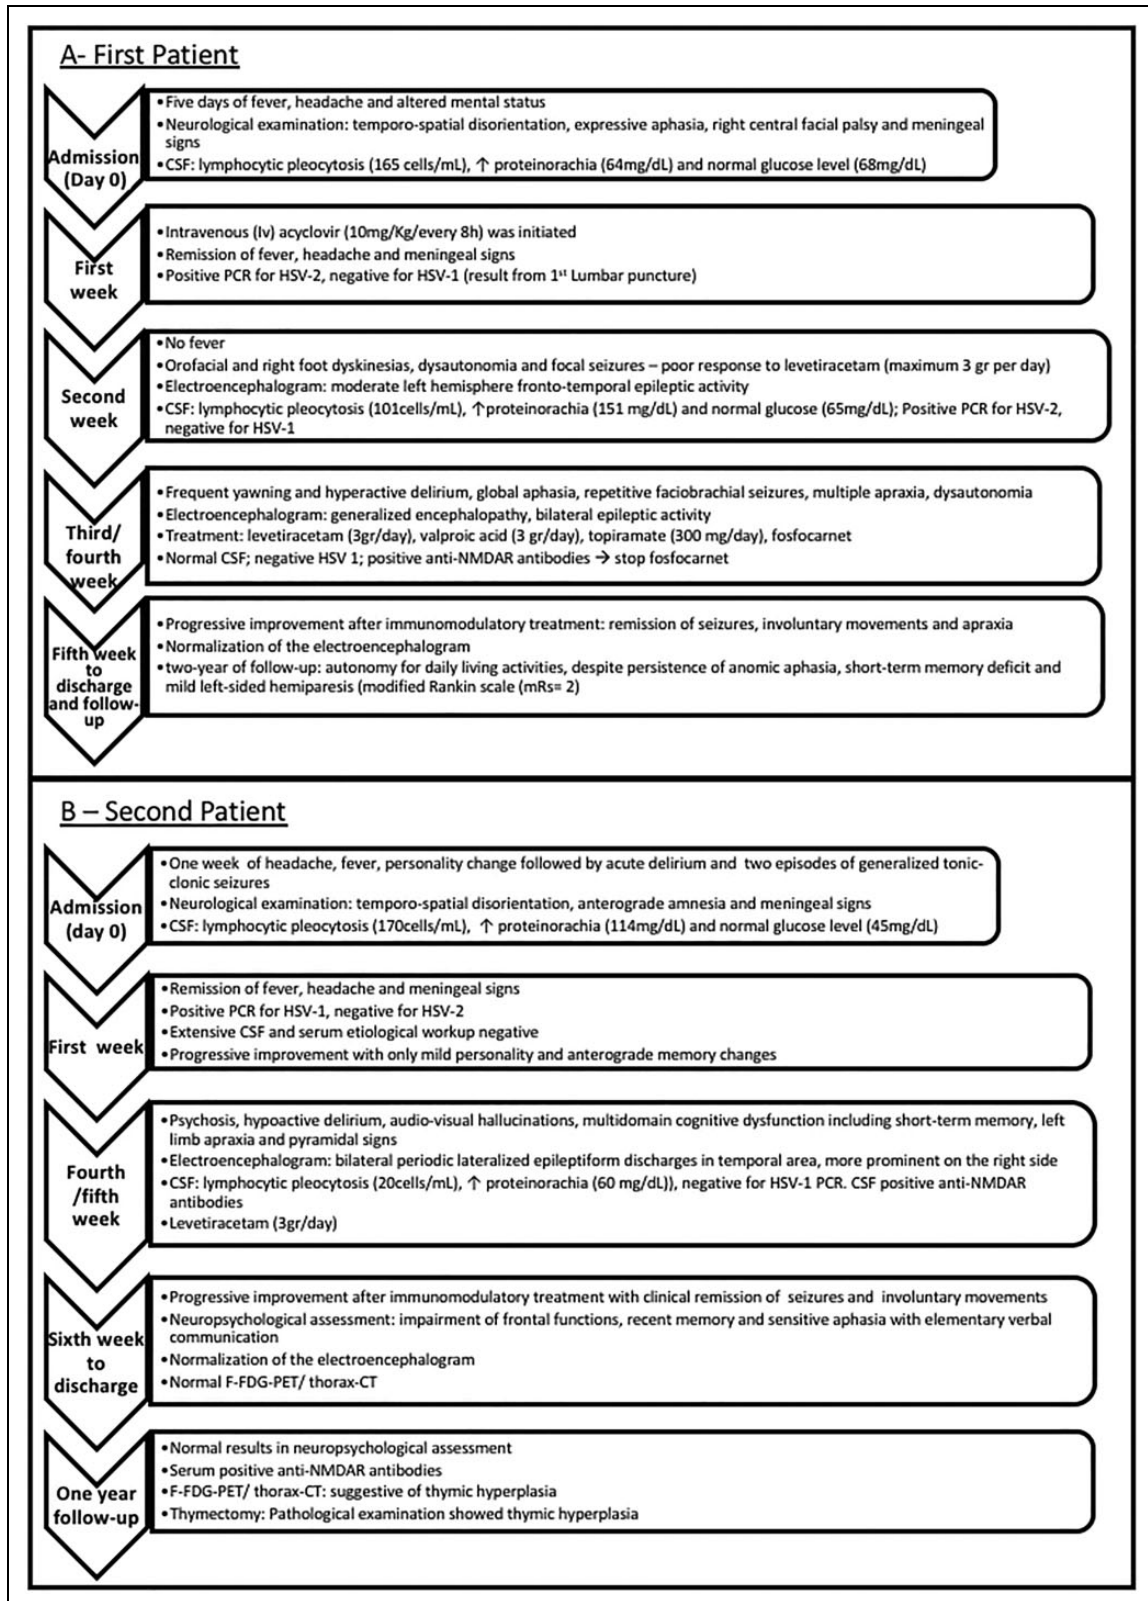 A- First Patient
Admission
(Day 0)
•Five days of fever, headache and altered mental status
•Neurological examination: temporo-spatial disorientation, expressive aphasia, right central facial palsy and meningeal
signs
•CSF: lymphocytic pleocytosis (165 cells/mL), ↑ proteinorachia (64mg/dL) and normal glucose level (68mg/dL)
First
week
•Intravenous (Iv) acyclovir (10mg/Kg/every 8h) was initiated
•Remission of fever, headache and meningeal signs
•Positive PCR for HSV-2, negative for HSV-1 (result from 1st Lumbar puncture)
Second
week
•No fever
•Orofacial and right foot dyskinesias, dysautonomia and focal seizures – poor response to levetiracetam (maximum 3 gr per day)
•Electroencephalogram: moderate left hemisphere fronto-temporal epileptic activity
•CSF: lymphocytic pleocytosis (101cells/mL), ↑proteinorachia (151 mg/dL) and normal glucose (65mg/dL); Positive PCR for HSV-2,
negative for HSV-1
Third/
fourth
week
•Frequent yawning and hyperactive delirium, global aphasia, repetitive faciobrachial seizures, multiple apraxia, dysautonomia
•Electroencephalogram: generalized encephalopathy, bilateral epileptic activity
•Treatment: levetiracetam (3gr/day), valproic acid (3 gr/day), topiramate (300 mg/day), fosfocarnet
•Normal CSF; negative HSV 1; positive anti-NMDAR antibodies → stop fosfocarnet
Fifth week
to
discharge
and follow-
up
•Progressive improvement after immunomodulatory treatment: remission of seizures, involuntary movements and apraxia
•Normalization of the electroencephalogram
•two-year of follow-up: autonomy for daily living activities, despite persistence of anomic aphasia, short-term memory deficit and
mild left-sided hemiparesis (modified Rankin scale (mRs= 2)
B – Second Patient
Admission
(day 0)
•One week of headache, fever, personality change followed by acute delirium and two episodes of generalized tonic-
clonic seizures
•Neurological examination: temporo-spatial disorientation, anterograde amnesia and meningeal signs
•CSF: lymphocytic pleocytosis (170cells/mL), ↑ proteinorachia (114mg/dL) and normal glucose level (45mg/dL)
First week
•Remission of fever, headache and meningeal signs
•Positive PCR for HSV-1, negative for HSV-2
•Extensive CSF and serum etiological workup negative
•Progressive improvement with only mild personality and anterograde memory changes
Fourth
/fifth
week
•Psychosis, hypoactive delirium, audio-visual hallucinations, multidomain cognitive dysfunction including short-term memory, left
limb apraxia and pyramidal signs
•Electroencephalogram: bilateral periodic lateralized epileptiform discharges in temporal area, more prominent on the right side
•CSF: lymphocytic pleocytosis (20cells/mL), ↑ proteinorachia (60 mg/dL)), negative for HSV-1 PCR. CSF positive anti-NMDAR
antibodies
•Levetiracetam (3gr/day)
Sixth week
to
discharge
•Progressive improvement after immunomodulatory treatment with clinical remission of seizures and involuntary movements
•Neuropsychological assessment: impairment of frontal functions, recent memory and sensitive aphasia with elementary verbal
communication
•Normalization of the electroencephalogram
•Normal F-FDG-PET/ thorax-CT
One year
follow-up
•Normal results in neuropsychological assessment
•Serum positive anti-NMDAR antibodies
•F-FDG-PET/ thorax-CT: suggestive of thymic hyperplasia
•Thymectomy: Pathological examination showed thymic hyperplasia